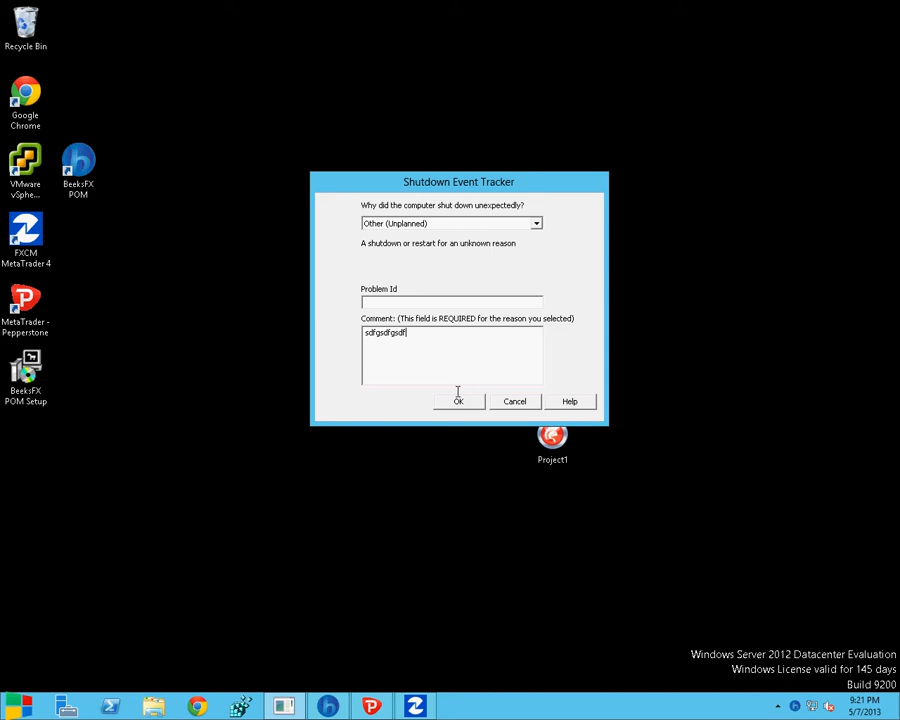 Recycle Bin
Google
Chrome
VMware
vSphe...
BeeksFX
POM
FXCM
MetaTrader 4
MetaTrader -
Pepperstone
BeeksFX
POM Setup
Shutdown Event Tracker
Why did the computer shut down unexpectedly?
Other (Unplanned)
A shutdown or restart for an unknown reason
Problem Id
Comment: (This field is REQUIRED for the reason you selected)
sdfgsdfgsdf
OK
Cancel
Help
Project1
Windows Server 2012 Datacenter Evaluation
Windows License valid for 145 days
Build 9200
9:21 PM
5/7/2013